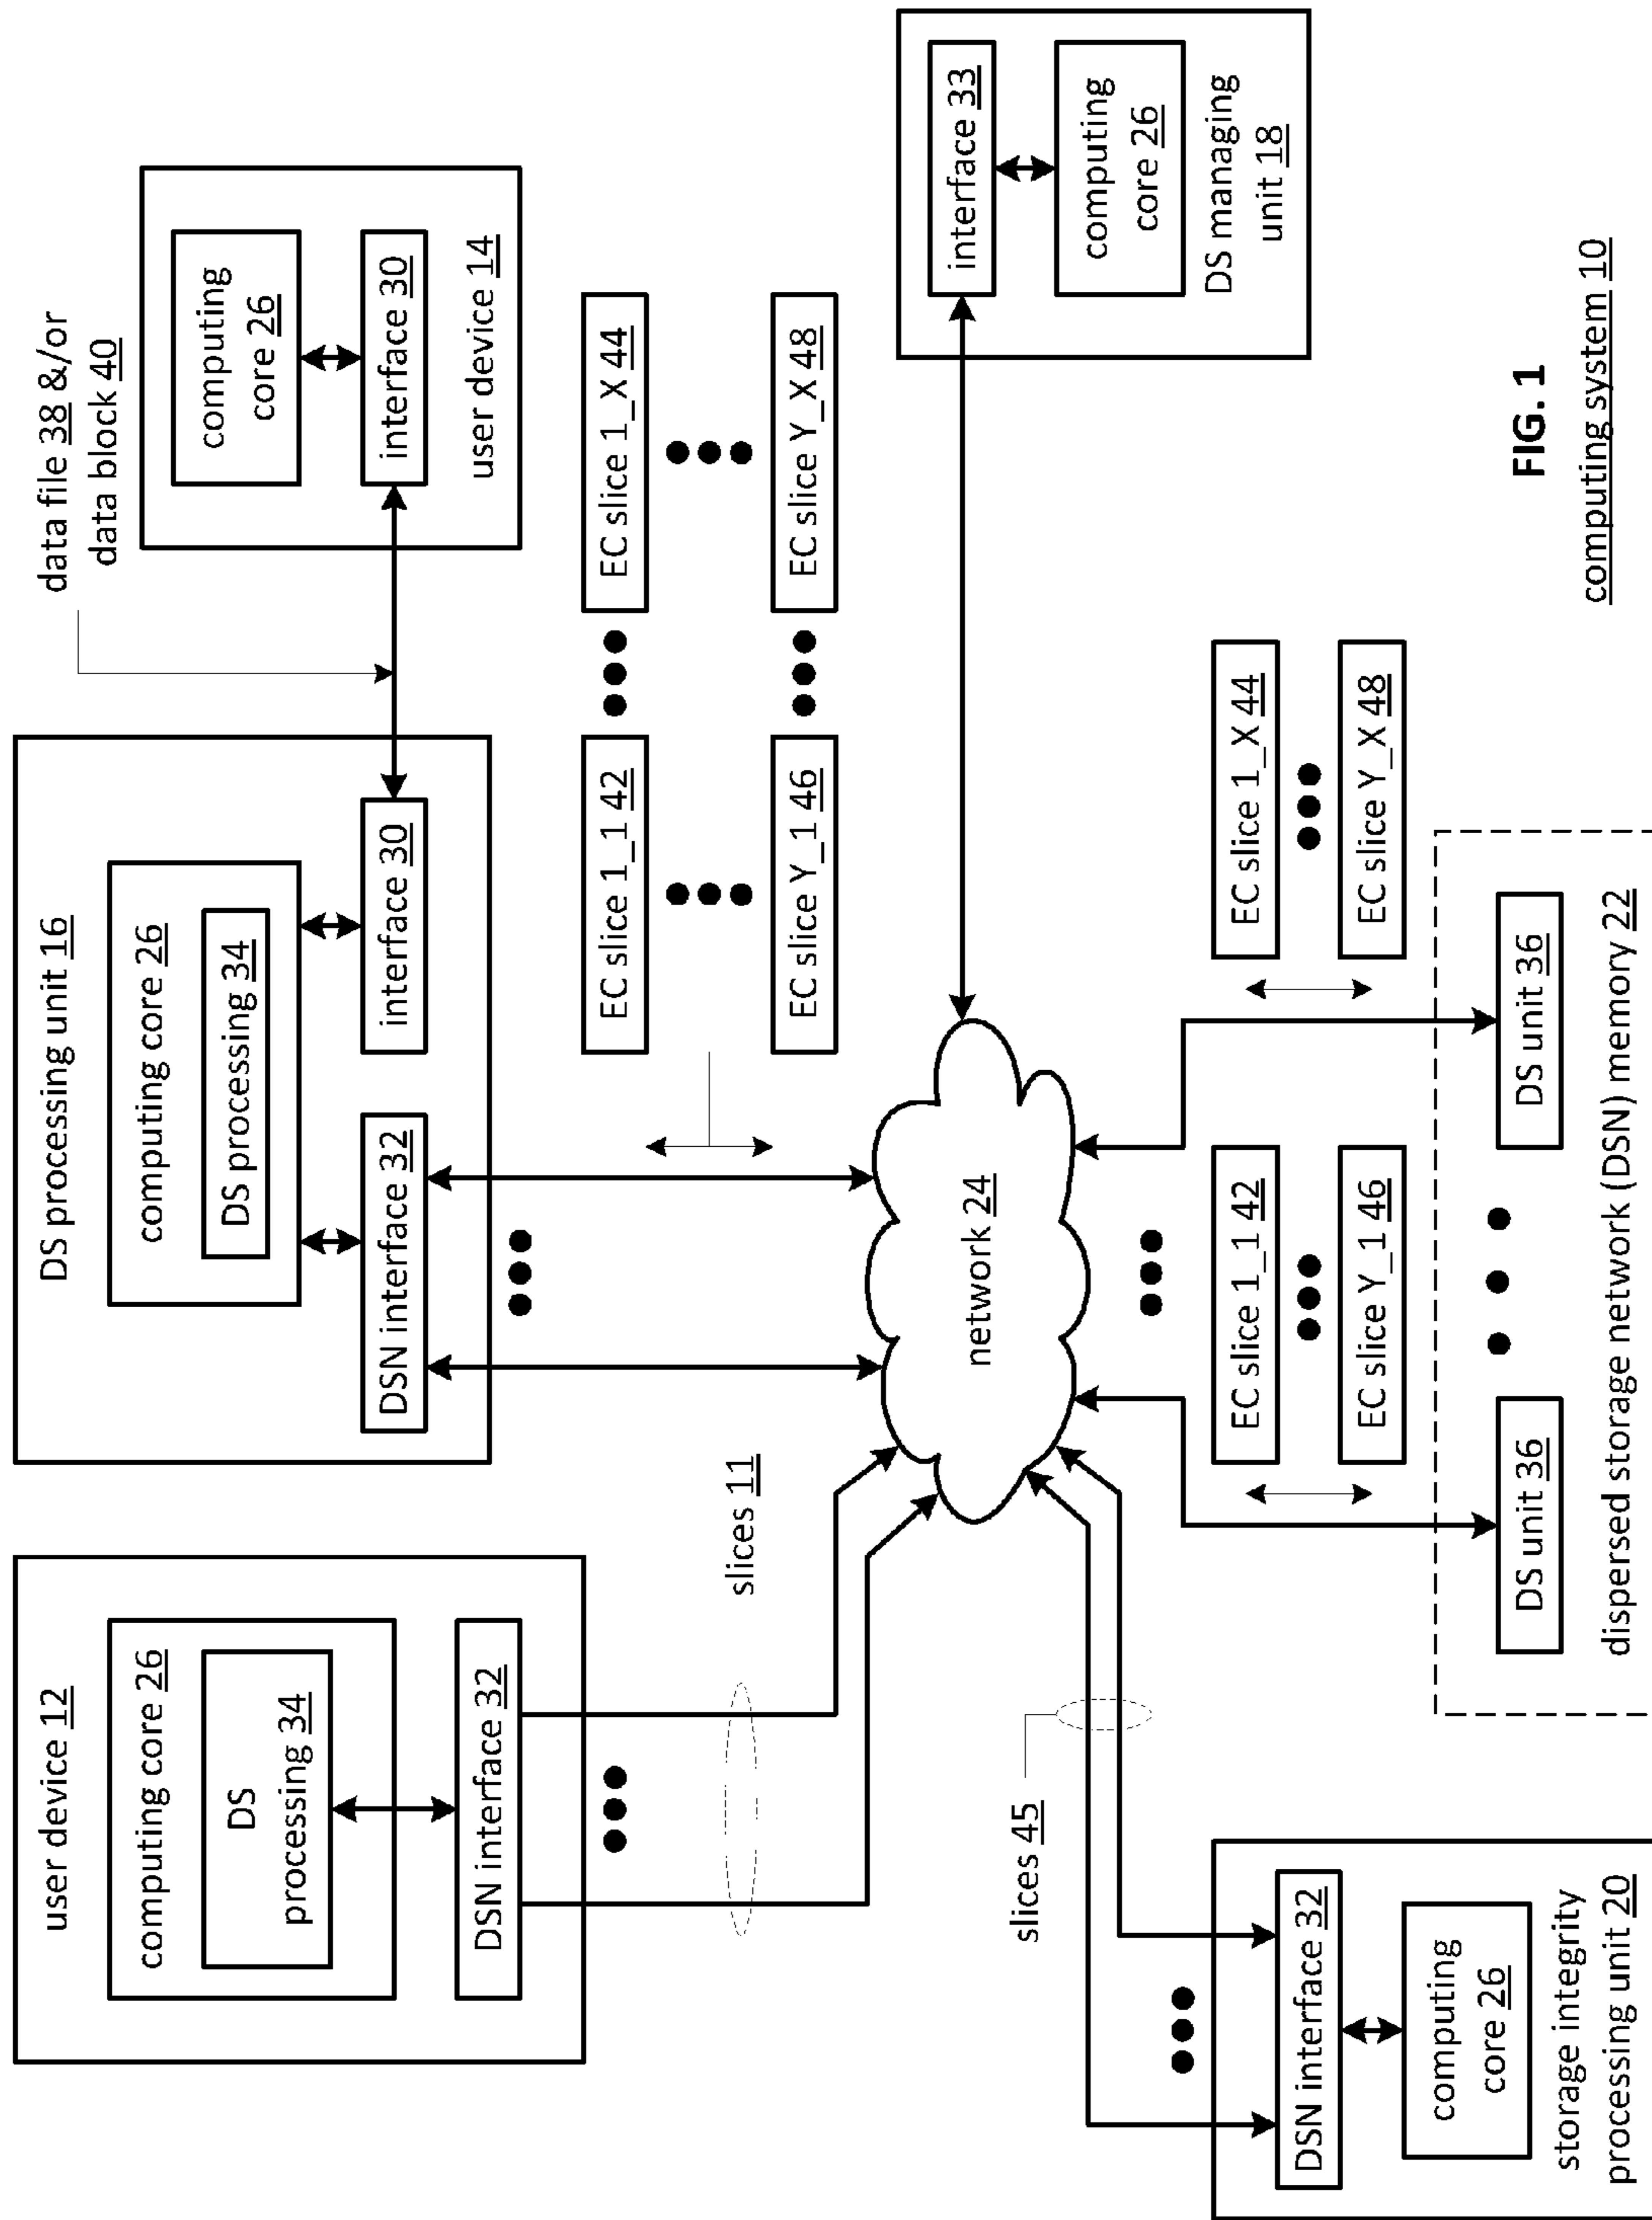 user device 12
computing core 26
DS
processing 34
DSN interface 32
slices 11
DS processing unit 16
computing core 26
DS processing 34
DSN interface 32
interface 30
data file 38 &/or
data block 40
computing
core 26
interface 30
user device 14
EC slice 1_1 42
EC slice 1_X 44
EC slice Y_1 46
EC slice Y_X 48
network 24
interface 33
computing
core 26
DS managing
unit 18
slices 45
DSN interface 32
computing
core 26
storage integrity
processing unit 20
EC slice 1_1 42
EC slice Y_1 46
EC slice 1_X 44
EC slice Y_X 48
DS unit 36
DS unit 36
dispersed storage network (DSN) memory 22
FIG. 1
computing system 10